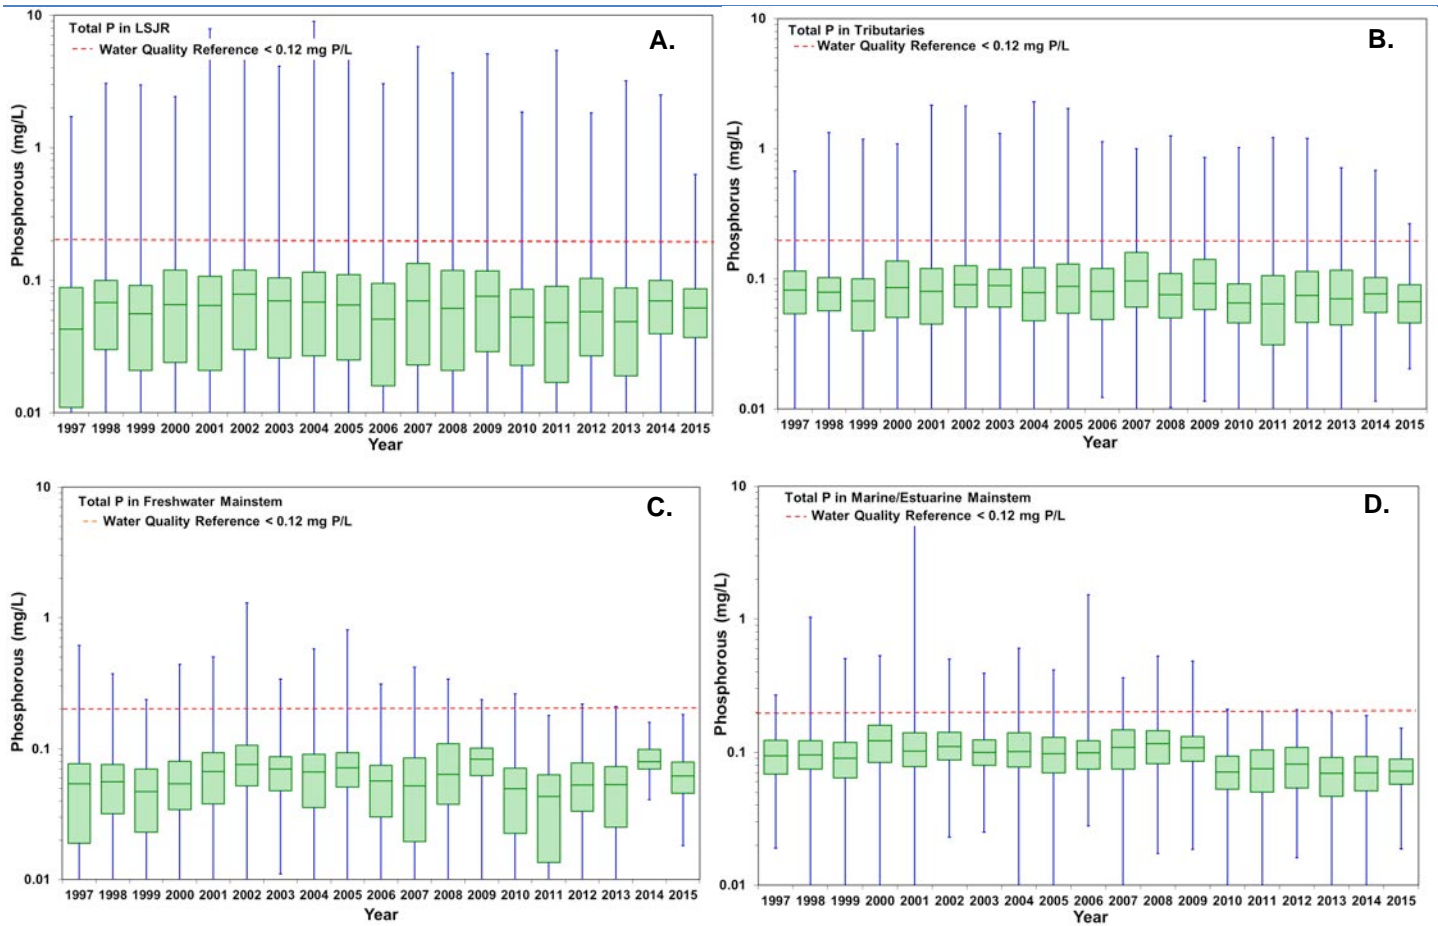 Total P in LSJR
Water Quality Reference < 0.12 mg P/L
A.
Phosphorous (mg/L)
10
1
0.1
0.01
1997 1998 1999 2000 2001 2002 2003 2004 2005 2006 2007 2008 2009 2010 2011 2012 2013 2014 2015
Year
Total P in Tributaries
Water Quality Reference < 0.12 mg P/L
B.
Phosphorus (mg/L)
10
1
0.1
0.01
1997 1998 1999 2000 2001 2002 2003 2004 2005 2006 2007 2008 2009 2010 2011 2012 2013 2014 2015
Year
Total P in Freshwater Mainstem
Water Quality Reference < 0.12 mg P/L
C.
Phosphorous (mg/L)
10
1
0.1
0.01
1997 1998 1999 2000 2001 2002 2003 2004 2005 2006 2007 2008 2009 2010 2011 2012 2013 2014 2015
Year
Total P in Marine/Estuarine Mainstem
Water Quality Reference < 0.12 mg P/L
D.
Phosphorous (mg/L)
10
1
0.1
0.01
1997 1998 1999 2000 2001 2002 2003 2004 2005 2006 2007 2008 2009 2010 2011 2012 2013 2014 2015
Year